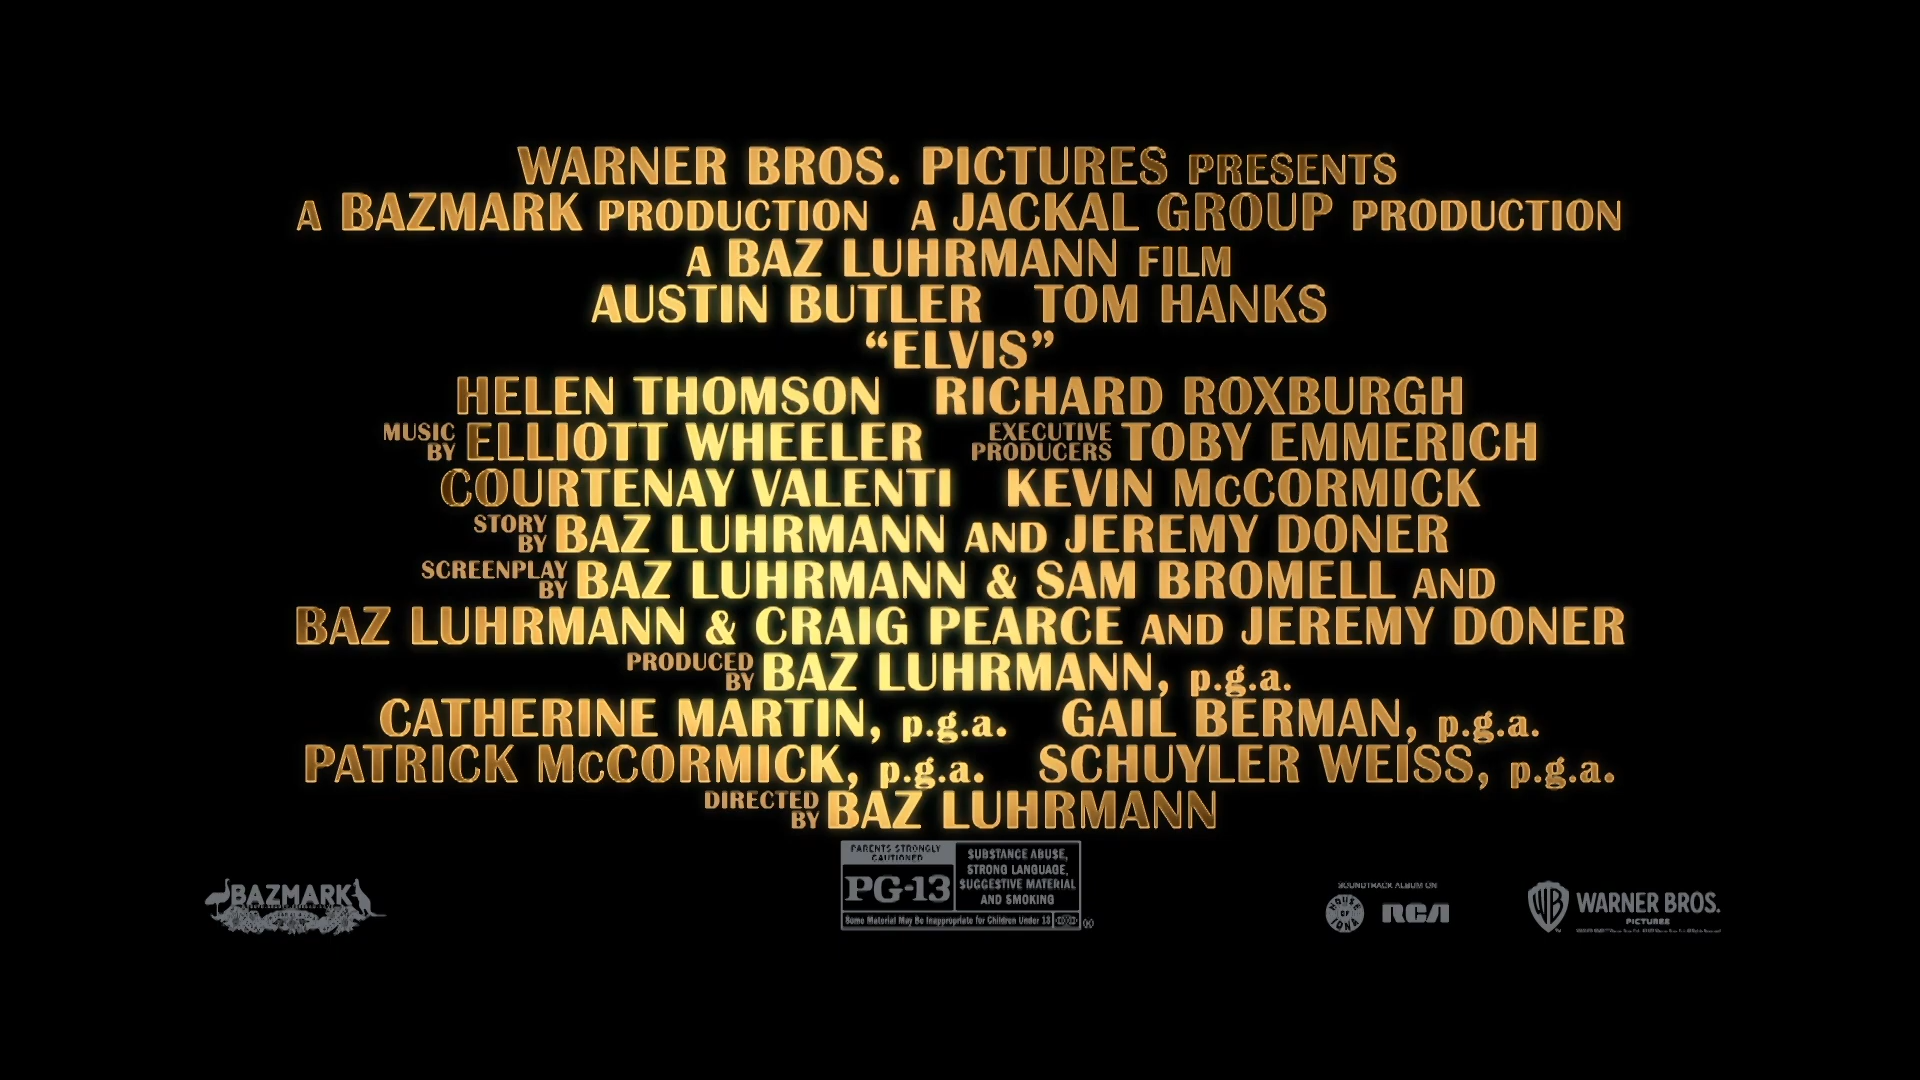 WARNER BROS. PICTURES PRESENTS
A BAZMARK PRODUCTION A JACKAL GROUP PRODUCTION
A BAZ LUHRMANN FILM
AUSTIN BUTLER TOM HANKS
“ELVIS”
HELEN THOMSON RICHARD ROXBURGH
MUSIC BY ELLIOTT WHEELER EXECUTIVE PRODUCERS TOBY EMMERICH
COURTENAY VALENTI KEVIN McCORMICK
STORY BY BAZ LUHRMANN AND JEREMY DONER
SCREENPLAY BY BAZ LUHRMANN & SAM BROMELL AND
BAZ LUHRMANN & CRAIG PEARCE AND JEREMY DONER
PRODUCED BY BAZ LUHRMANN, p.g.a.
CATHERINE MARTIN, p.g.a. GAIL BERMAN, p.g.a.
PATRICK McCORMICK, p.g.a. SCHUYLER WEISS, p.g.a.
DIRECTED BY BAZ LUHRMANN
PARENTS STRONGLY CAUTIONED
PG-13
SUBSTANCE ABUSE,
STRONG LANGUAGE,
SUGGESTIVE MATERIAL
AND SMOKING
Some Material May Be Inappropriate for Children Under 13
BAZMARK
SOUNDTRACK ALBUM ON
HOUSE OF IONA
RCA
WB
WARNER BROS.
PICTURES